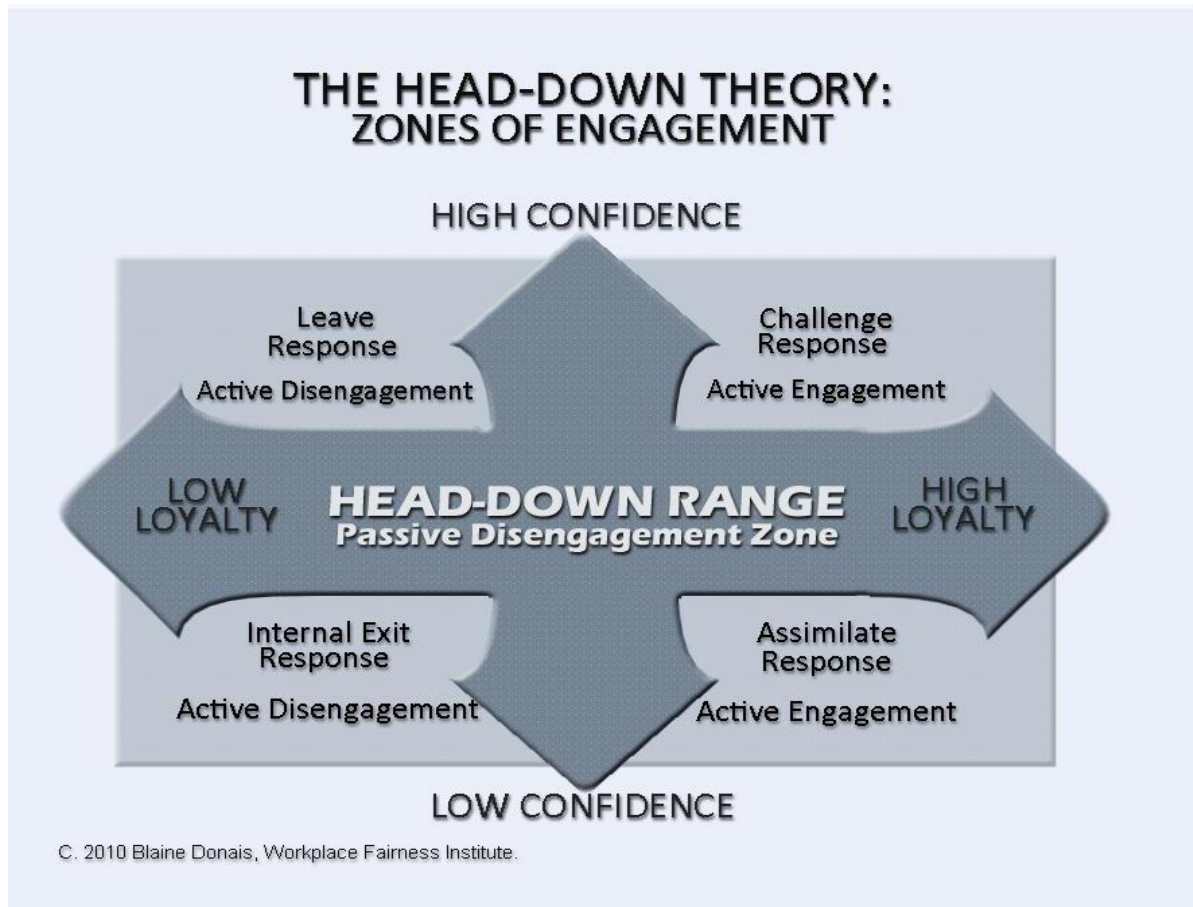 THE HEAD-DOWN THEORY:
ZONES OF ENGAGEMENT
HIGH CONFIDENCE
Leave
Response
Active Disengagement
Challenge
Response
Active Engagement
LOW
LOYALTY
HEAD-DOWN RANGE
Passive Disengagement Zone
HIGH
LOYALTY
Internal Exit
Response
Active Disengagement
Assimilate
Response
Active Engagement
LOW CONFIDENCE
C. 2010 Blaine Donais, Workplace Fairness Institute.